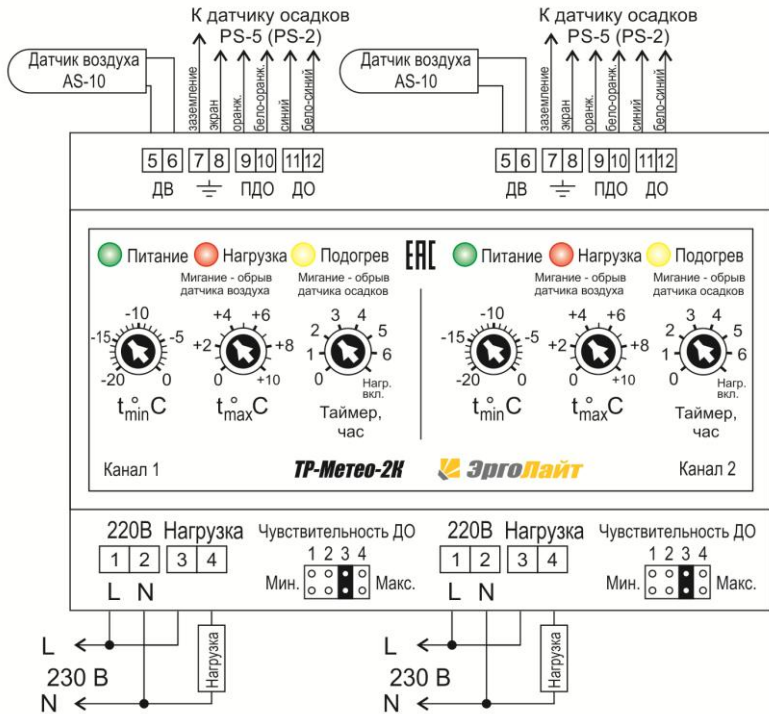 К датчику осадков
PS-5 (PS-2)
Датчик воздуха
AS-10
заземление
экран
оранж.
бело-оранж.
синий
бело-синий
К датчику осадков
PS-5 (PS-2)
Датчик воздуха
AS-10
заземление
экран
оранж.
бело-оранж.
синий
бело-синий
5 6 7 8 9 10 11 12
ДВ ПДО ДО
5 6 7 8 9 10 11 12
ДВ ПДО ДО
Питание Нагрузка Подогрев
Мигание - обрыв
датчика воздуха
Мигание - обрыв
датчика осадков
EAC
Питание Нагрузка Подогрев
Мигание - обрыв
датчика воздуха
Мигание - обрыв
датчика осадков
-20 -15 -10 -5 0
t°min C
0 +2 +4 +6 +8 +10
t°max C
0 1 2 3 4 5 6
Нагр.
вкл.
Таймер,
час
-20 -15 -10 -5 0
t°min C
0 +2 +4 +6 +8 +10
t°max C
0 1 2 3 4 5 6
Нагр.
вкл.
Таймер,
час
Канал 1 ТР-Метео-2К ЭргоЛайт Канал 2
220В Нагрузка
1 2 3 4
L N
Чувствительность ДО
1 2 3 4
Мин. Макс.
220В Нагрузка
1 2 3 4
L N
Чувствительность ДО
1 2 3 4
Мин. Макс.
L
230 В
N
Нагрузка
L
230 В
N
Нагрузка